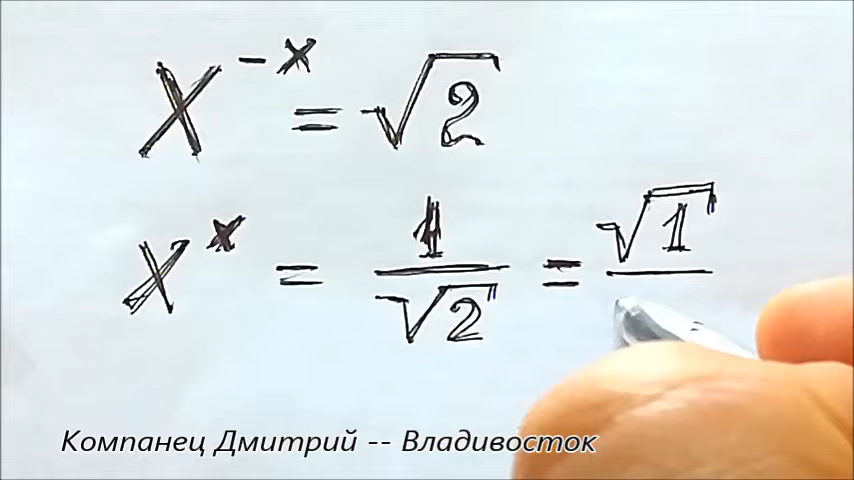 X^{-x} = √2
X^x = 1/√2 = √1
Компанец Дмитрий -- Владивосток